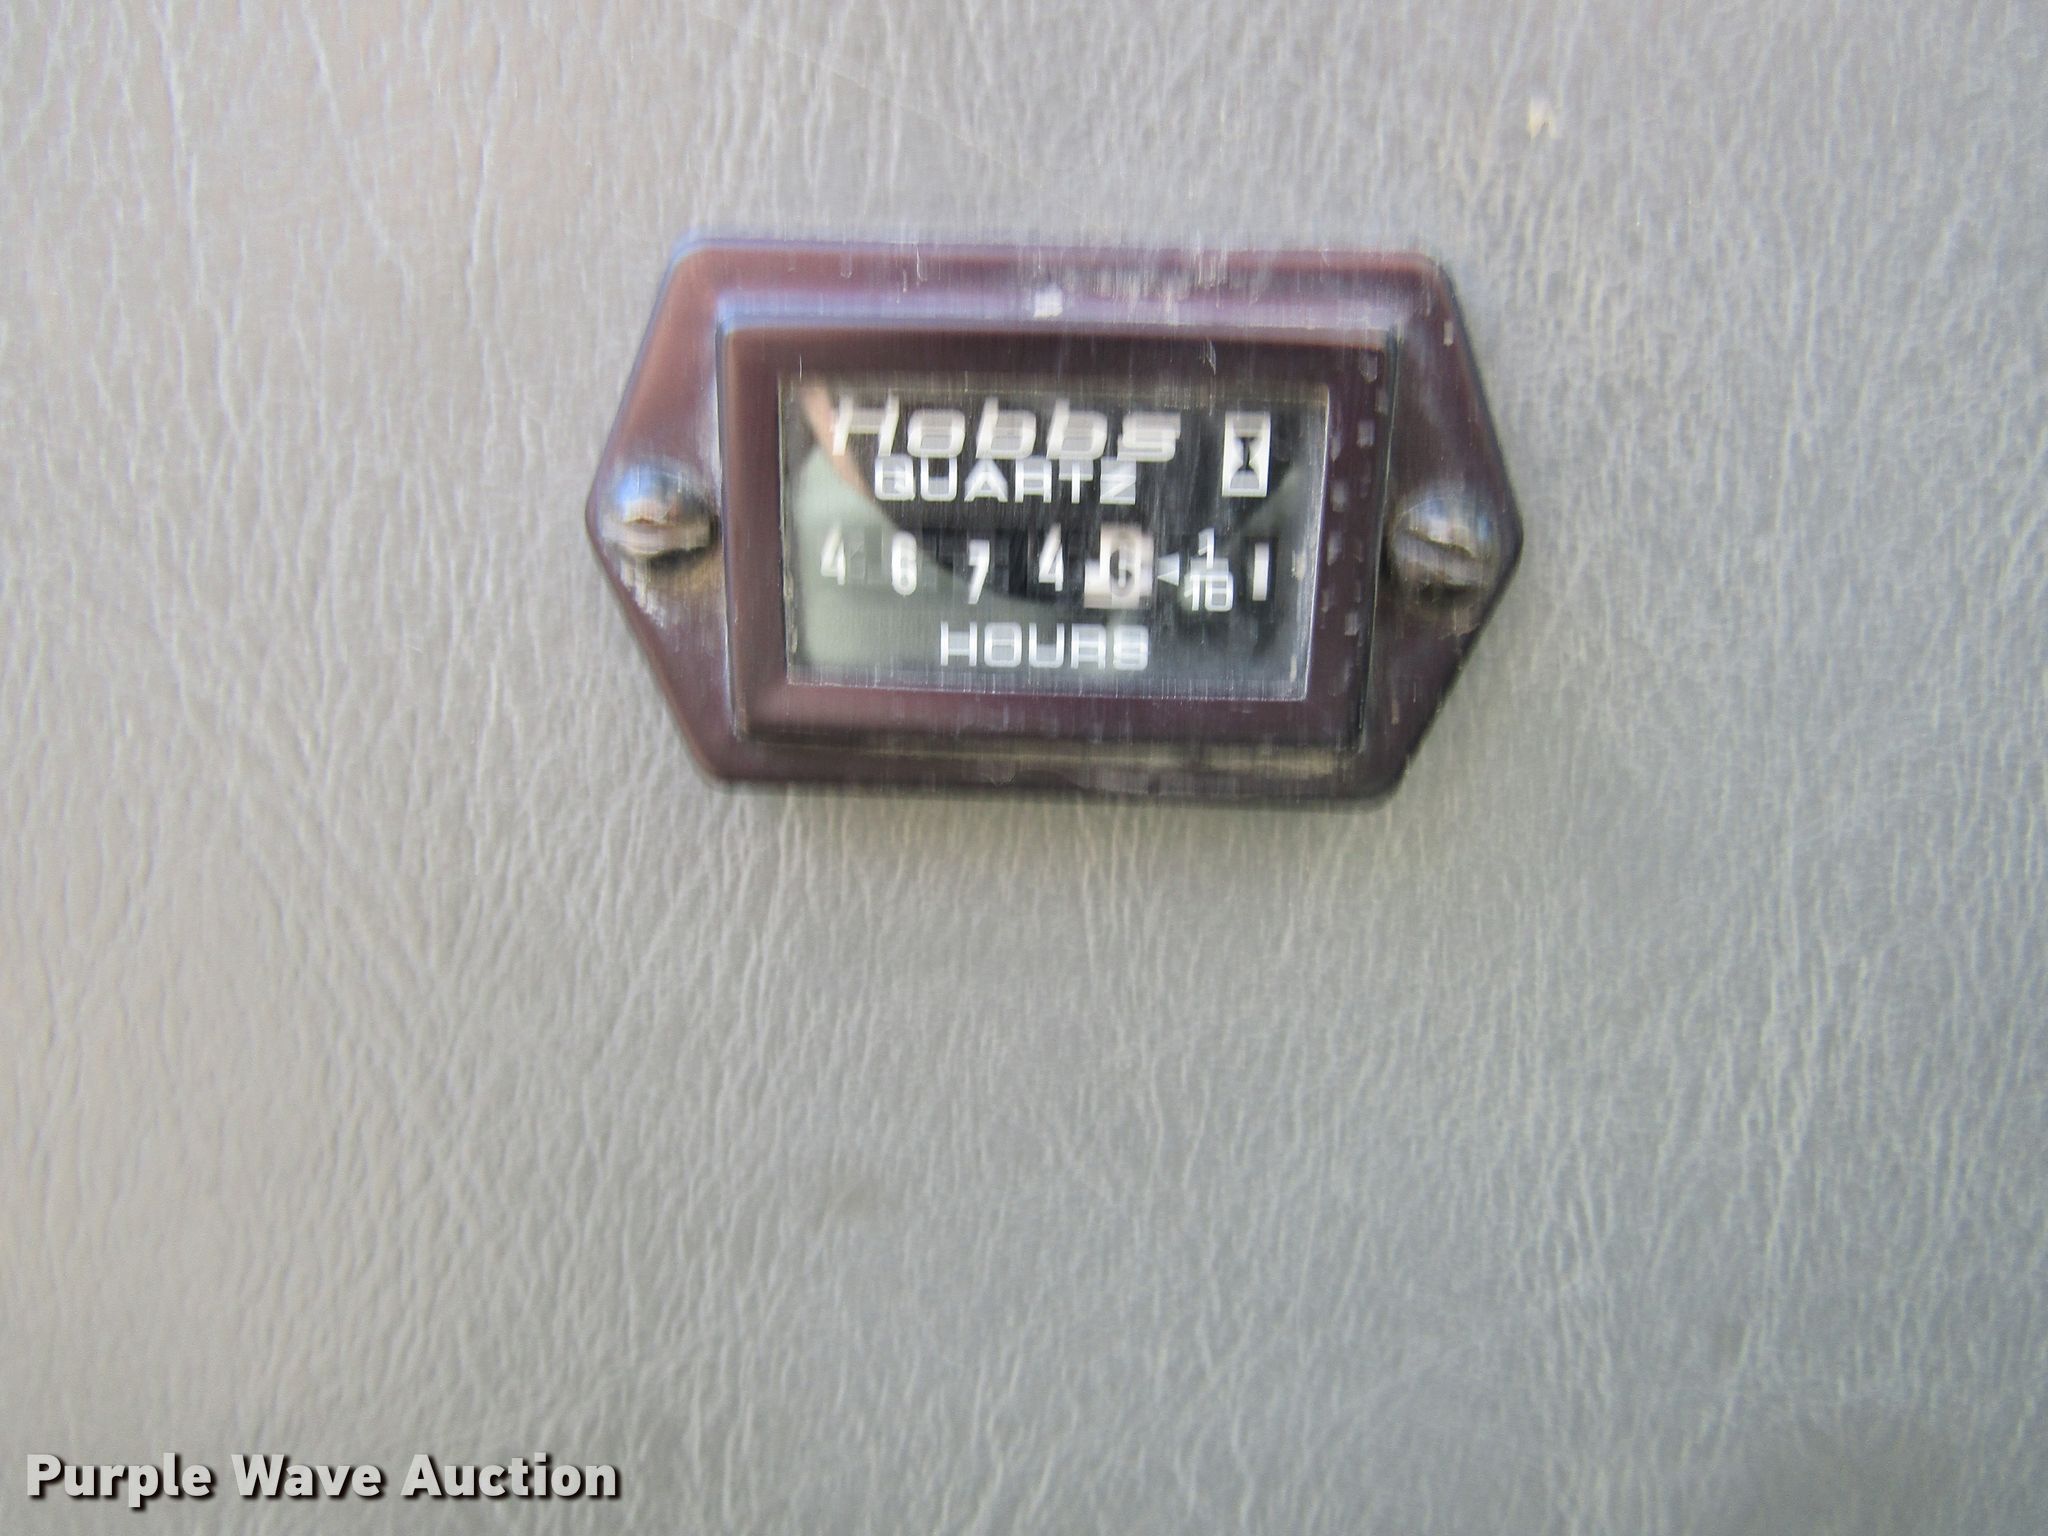 Hobbs
QUARTZ
4 6 7 4 1/10
HOURS
Purple Wave Auction